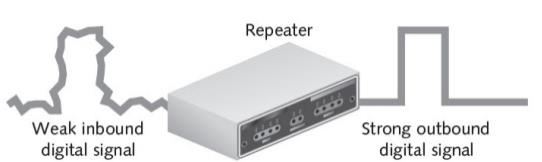 Repeater
Weak inbound
digital signal
Strong outbound
digital signal